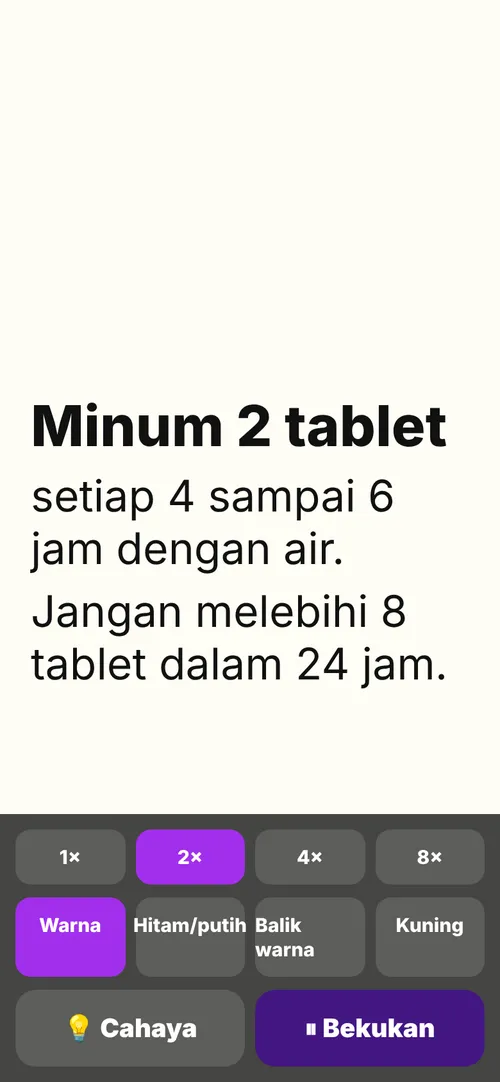 Minum 2 tablet
setiap 4 sampai 6
jam dengan air.
Jangan melebihi 8
tablet dalam 24 jam.
1× 2× 4× 8×
Warna Hitam/putih Balik warna Kuning
💡 Cahaya ⏸ Bekukan